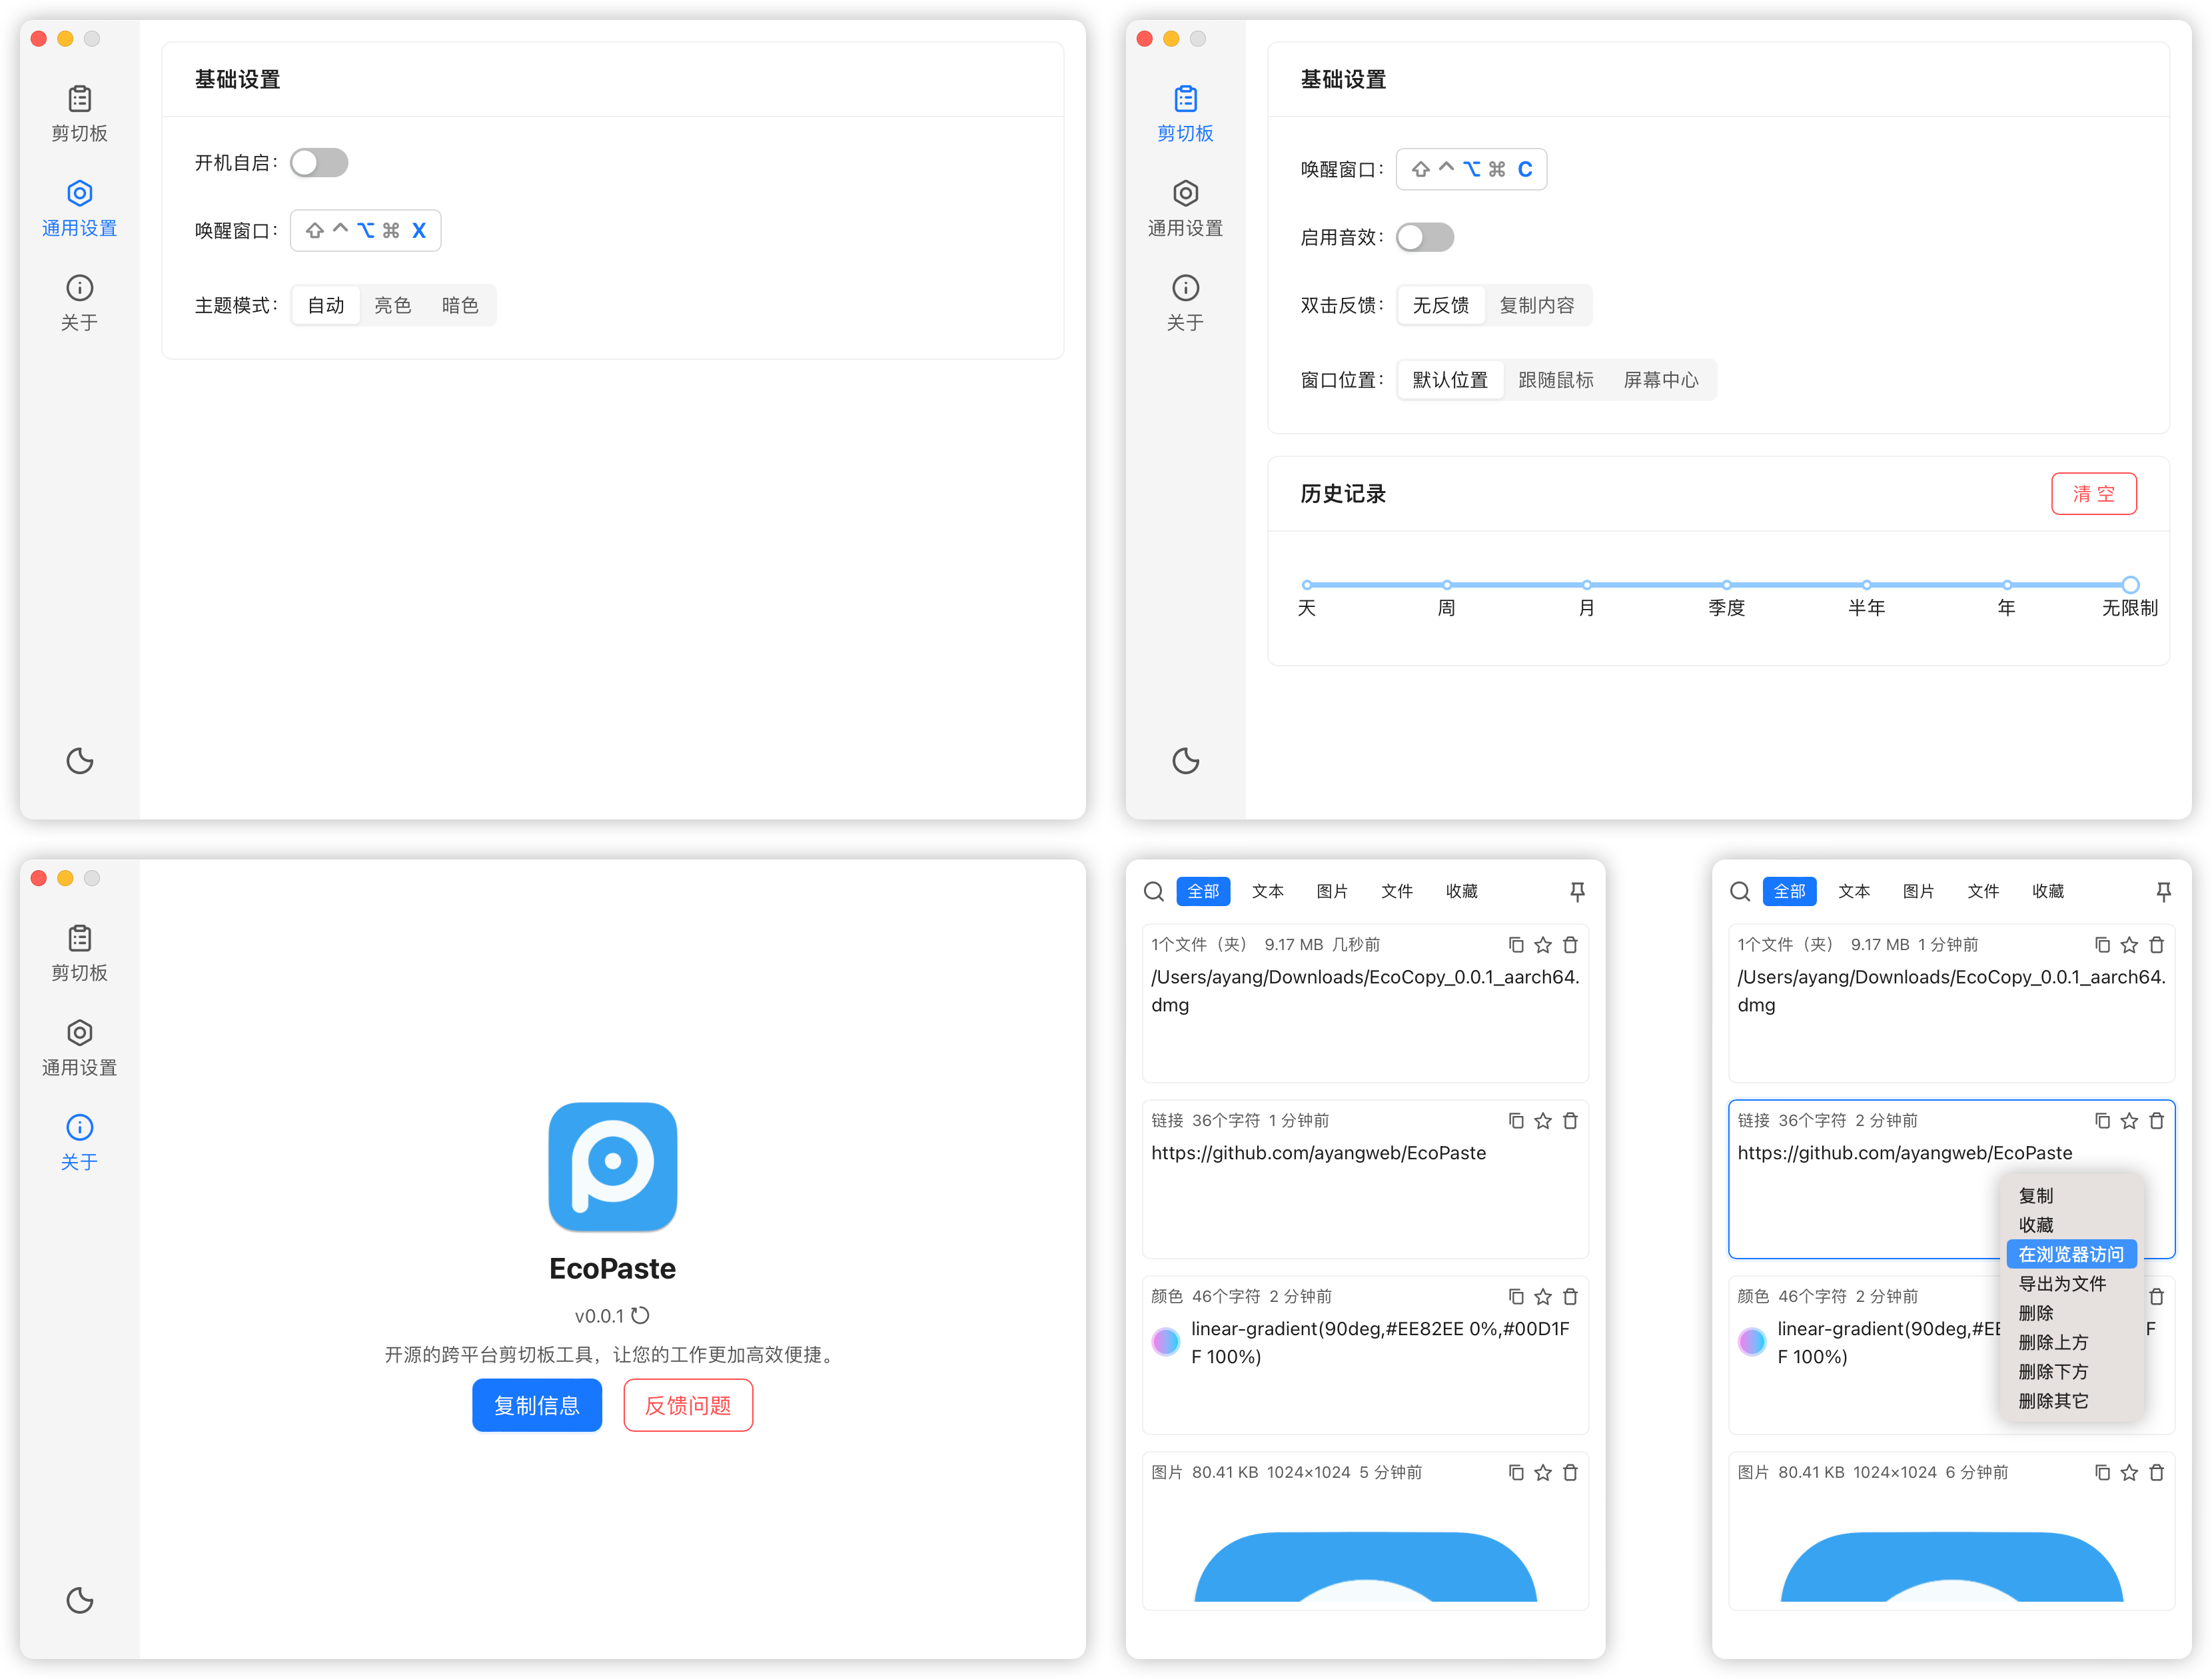 剪切板
通用设置
关于
基础设置
开机自启：
唤醒窗口： ⇧ ^ ⌥ ⌘ X
主题模式： 自动 亮色 暗色
剪切板
通用设置
关于
基础设置
唤醒窗口： ⇧ ^ ⌥ ⌘ C
启用音效：
双击反馈： 无反馈 复制内容
窗口位置： 默认位置 跟随鼠标 屏幕中心
历史记录 清 空
天 周 月 季度 半年 年 无限制
剪切板
通用设置
关于
EcoPaste
v0.0.1
开源的跨平台剪切板工具，让您的工作更加高效便捷。
复制信息 反馈问题
全部 文本 图片 文件 收藏
1个文件（夹） 9.17 MB 几秒前
/Users/ayang/Downloads/EcoCopy_0.0.1_aarch64.
dmg
链接 36个字符 1 分钟前
https://github.com/ayangweb/EcoPaste
颜色 46个字符 2 分钟前
linear-gradient(90deg,#EE82EE 0%,#00D1F
F 100%)
图片 80.41 KB 1024×1024 5 分钟前
全部 文本 图片 文件 收藏
1个文件（夹） 9.17 MB 1 分钟前
/Users/ayang/Downloads/EcoCopy_0.0.1_aarch64.
dmg
链接 36个字符 2 分钟前
https://github.com/ayangweb/EcoPaste
颜色 46个字符 2 分钟前
linear-gradient(90deg,#EE F
F 100%)
复制
收藏
在浏览器访问
导出为文件
删除
删除上方
删除下方
删除其它
图片 80.41 KB 1024×1024 6 分钟前